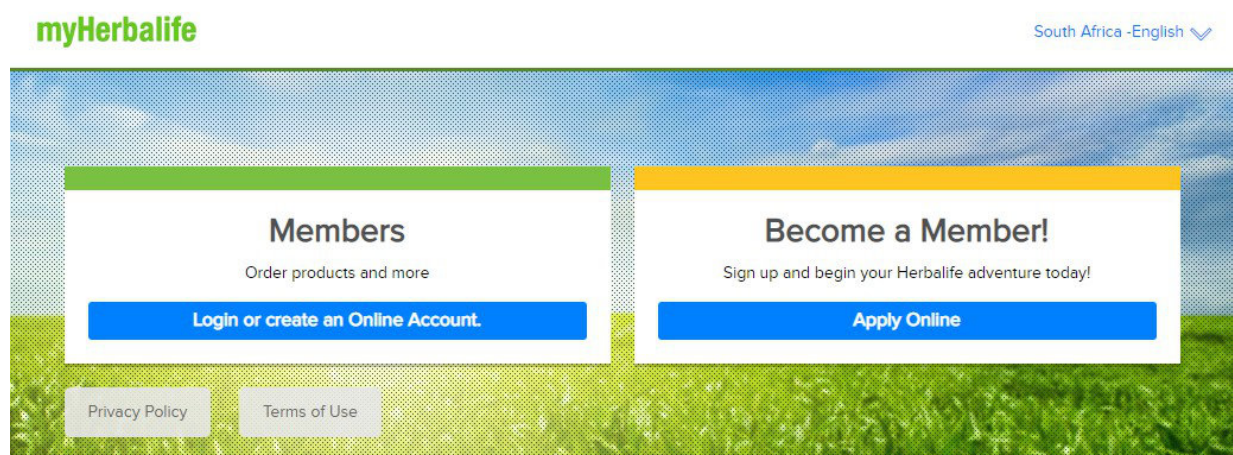 myHerbalife
South Africa -English
Members
Order products and more
Login or create an Online Account.
Become a Member!
Sign up and begin your Herbalife adventure today!
Apply Online
Privacy Policy
Terms of Use